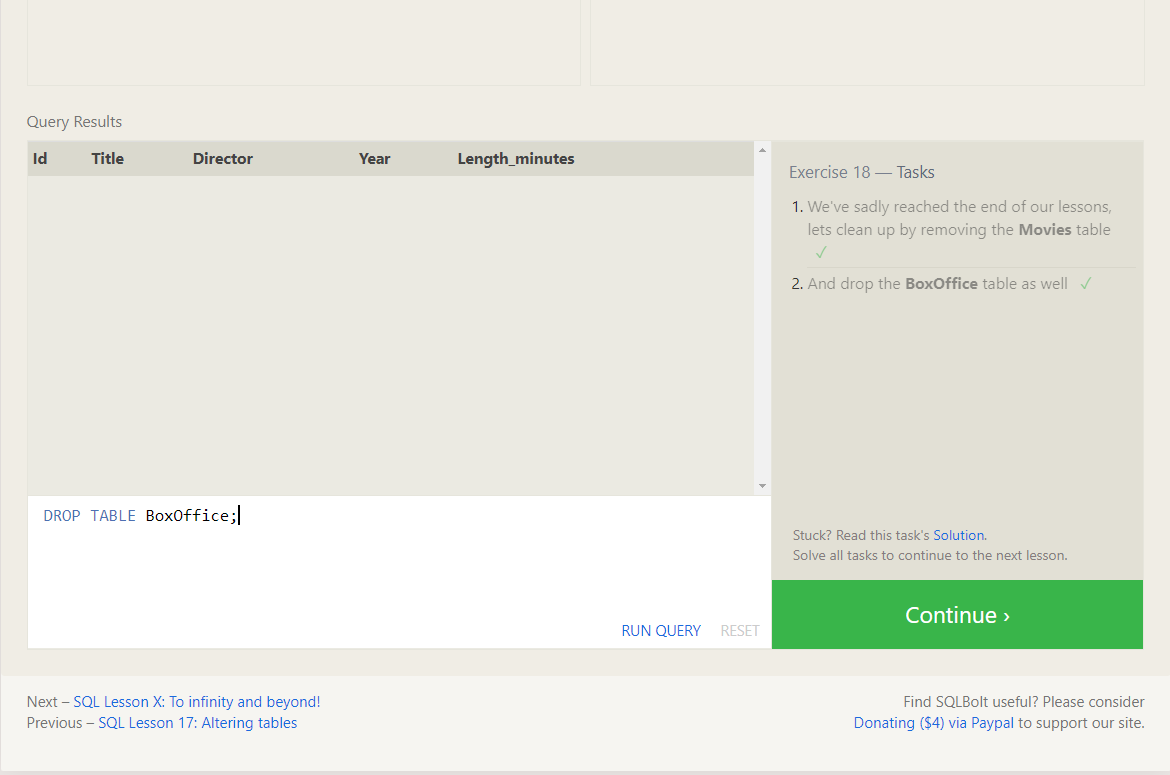 Query Results
Id Title Director Year Length_minutes
Exercise 18 — Tasks
1. We've sadly reached the end of our lessons,
lets clean up by removing the Movies table
✓
2. And drop the BoxOffice table as well ✓
DROP TABLE BoxOffice;
Stuck? Read this task's Solution.
Solve all tasks to continue to the next lesson.
RUN QUERY RESET
Continue ›
Next – SQL Lesson X: To infinity and beyond!
Previous – SQL Lesson 17: Altering tables
Find SQLBolt useful? Please consider
Donating ($4) via Paypal to support our site.